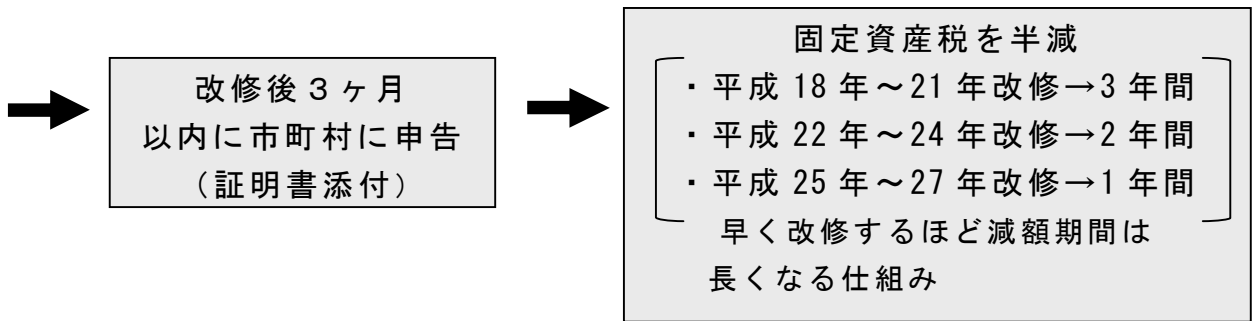 改修後３ヶ月
以内に市町村に申告
（証明書添付）
固定資産税を半減
・平成 18 年～21 年改修→3 年間
・平成 22 年～24 年改修→2 年間
・平成 25 年～27 年改修→1 年間
早く改修するほど減額期間は
長くなる仕組み